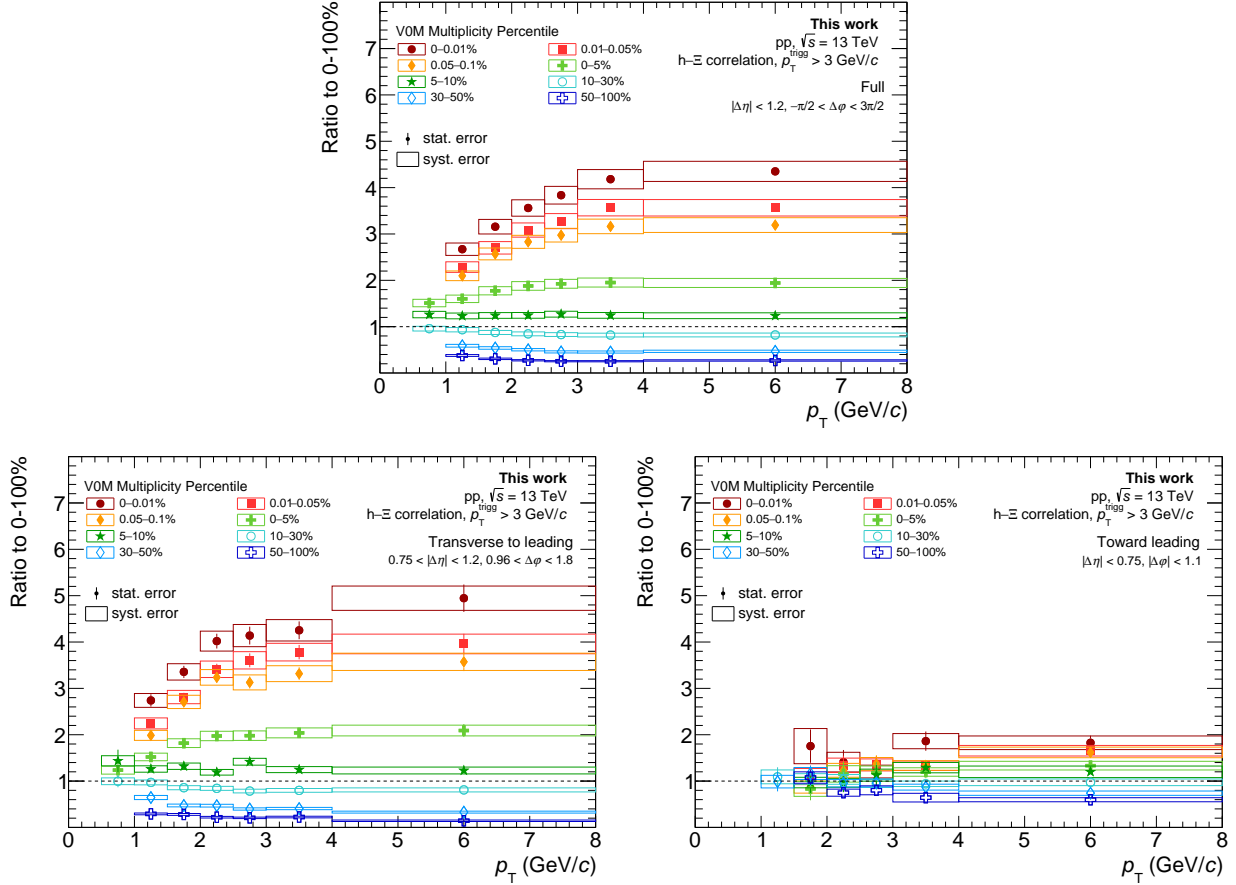 This work
V0M Multiplicity Percentile
pp, √s = 13 TeV
0–0.01%
0.01–0.05%
h–Ξ correlation, p_T^trigg > 3 GeV/c
0.05–0.1%
0–5%
5–10%
10–30%
Full
30–50%
50–100%
|Δη| < 1.2, −π/2 < Δφ < 3π/2
stat. error
syst. error
Ratio to 0-100%
7
6
5
4
3
2
1
0 1 2 3 4 5 6 7 8
p_T (GeV/c)
This work
V0M Multiplicity Percentile
pp, √s = 13 TeV
0–0.01%
0.01–0.05%
h–Ξ correlation, p_T^trigg > 3 GeV/c
0.05–0.1%
0–5%
5–10%
10–30%
Transverse to leading
30–50%
50–100%
0.75 < |Δη| < 1.2, 0.96 < Δφ < 1.8
stat. error
syst. error
Ratio to 0-100%
7
6
5
4
3
2
1
0 1 2 3 4 5 6 7 8
p_T (GeV/c)
This work
V0M Multiplicity Percentile
pp, √s = 13 TeV
0–0.01%
0.01–0.05%
h–Ξ correlation, p_T^trigg > 3 GeV/c
0.05–0.1%
0–5%
5–10%
10–30%
Toward leading
30–50%
50–100%
|Δη| < 0.75, |Δφ| < 1.1
stat. error
syst. error
Ratio to 0-100%
7
6
5
4
3
2
1
0 1 2 3 4 5 6 7 8
p_T (GeV/c)